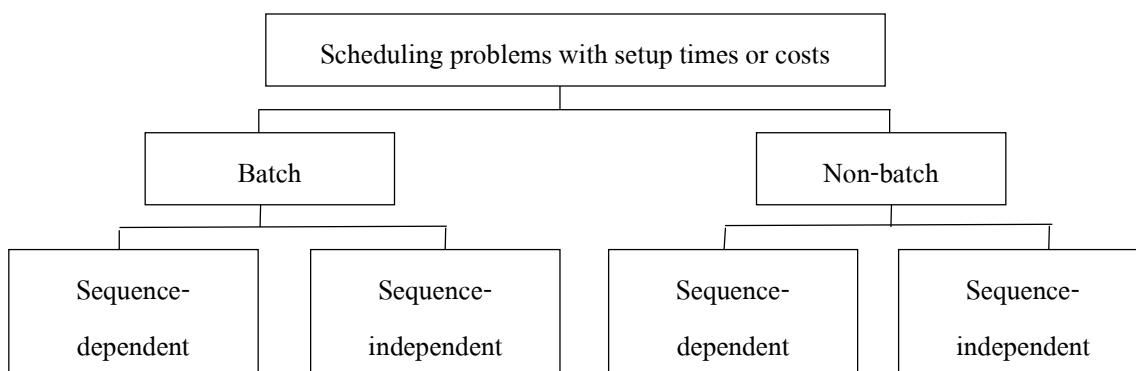 Scheduling problems with setup times or costs
Batch
Non-batch
Sequence-
dependent
Sequence-
independent
Sequence-
dependent
Sequence-
independent